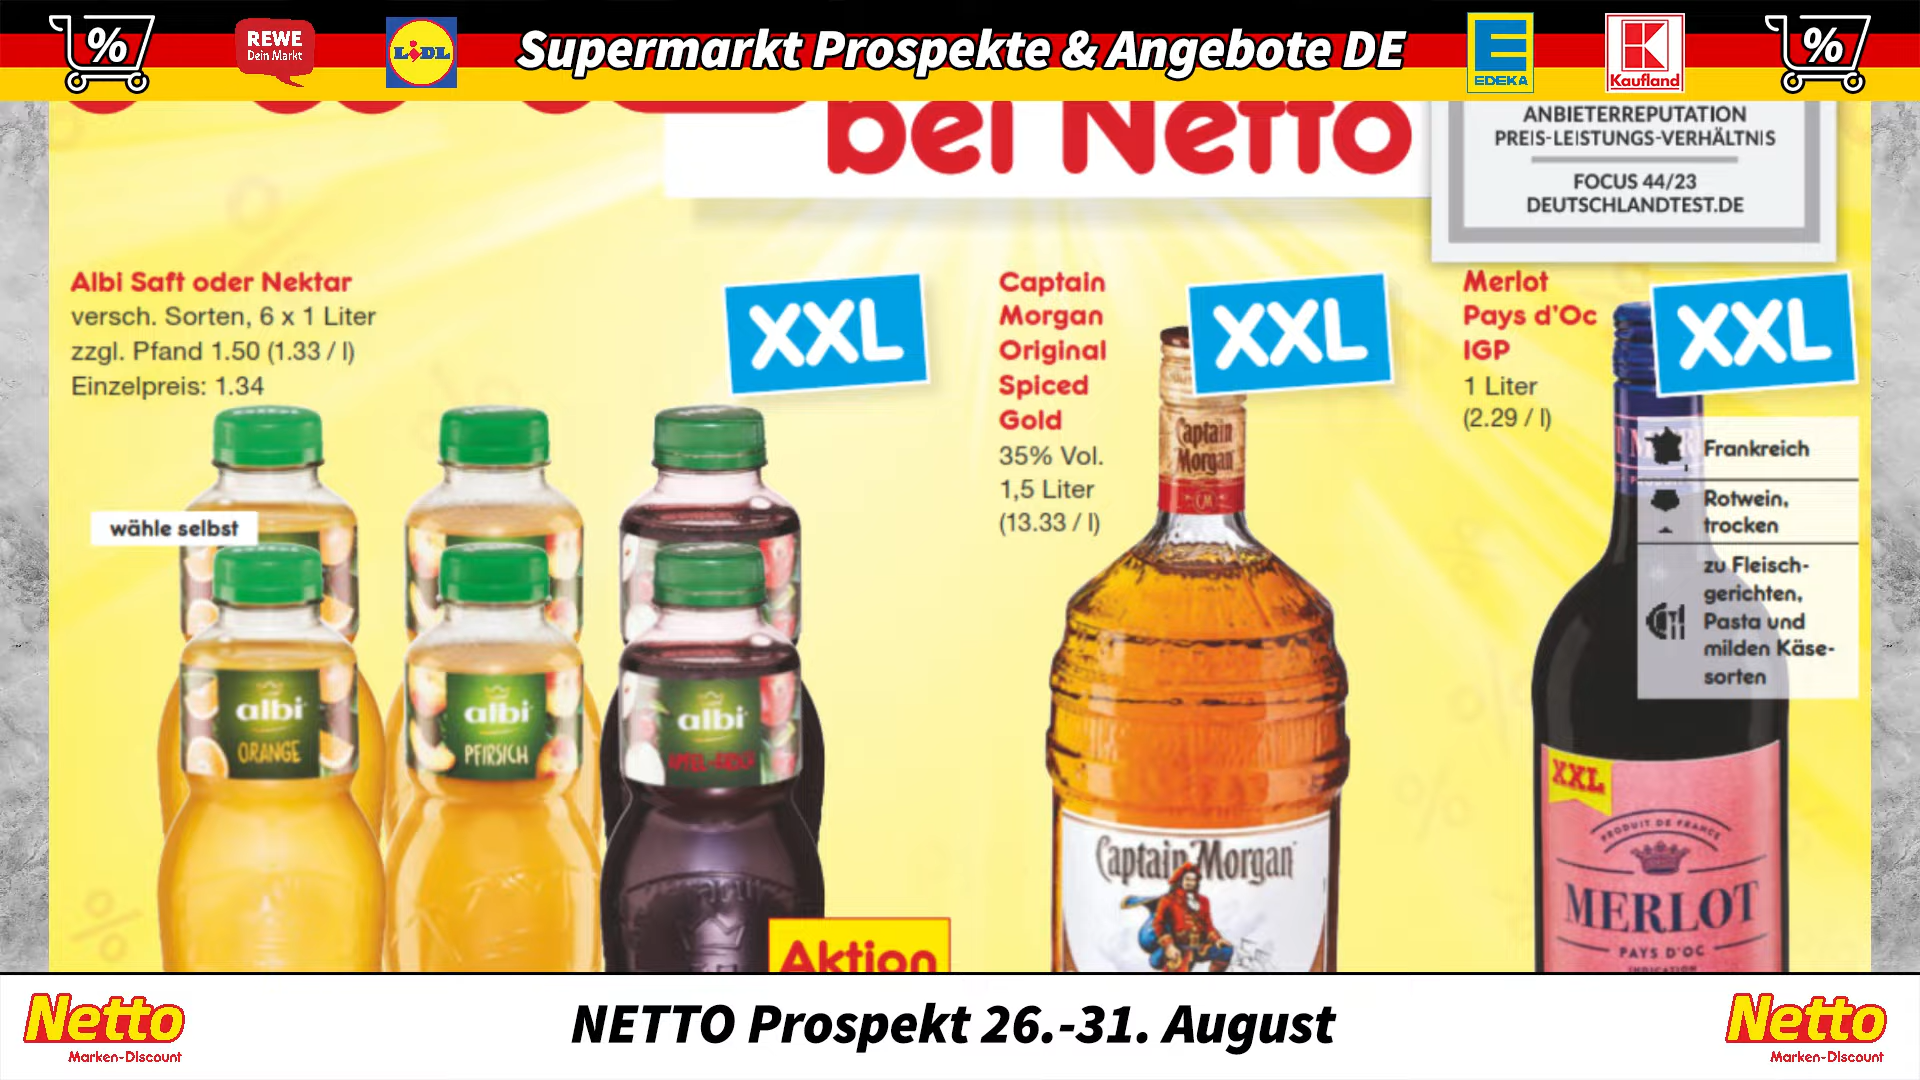 %
REWE
Dein Markt
LIDL
Supermarkt Prospekte & Angebote DE
E
EDEKA
K
Kaufland
%
bei Netto
ANBIETERREPUTATION
PREIS-LEISTUNGS-VERHÄLTNIS
FOCUS 44/23
DEUTSCHLANDTEST.DE
Albi Saft oder Nektar
versch. Sorten, 6 x 1 Liter
zzgl. Pfand 1.50 (1.33 / l)
Einzelpreis: 1.34
XXL
wähle selbst
albi
ORANGE
albi
PFIRSICH
albi
Aktion
Captain
Morgan
Original
Spiced
Gold
35% Vol.
1,5 Liter
(13.33 / l)
XXL
Captain
Morgan
CM
Captain Morgan
Merlot
Pays d'Oc
IGP
1 Liter
(2.29 / l)
XXL
Frankreich
Rotwein,
trocken
zu Fleisch-
gerichten,
Pasta und
milden Käse-
sorten
XXL
PRODUIT DE FRANCE
MERLOT
PAYS D'OC
INDICATION
Netto
Marken-Discount
NETTO Prospekt 26.-31. August
Netto
Marken-Discount